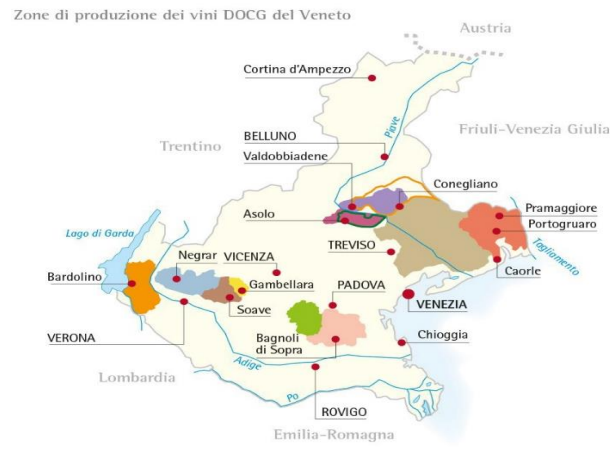 Zone di produzione dei vini DOCG del Veneto
Austria
Cortina d'Ampezzo
Piave
Friuli-Venezia Giulia
Trentino
BELLUNO
Valdobbiadene
Conegliano
Asolo
Pramaggiore
Portogruaro
Lago di Garda
TREVISO
Tagliamento
Negrar
VICENZA
Caorle
Bardolino
Gambellara
PADOVA
VENEZIA
Soave
VERONA
Bagnoli
di Sopra
Chioggia
Adige
Lombardia
Po
ROVIGO
Emilia-Romagna